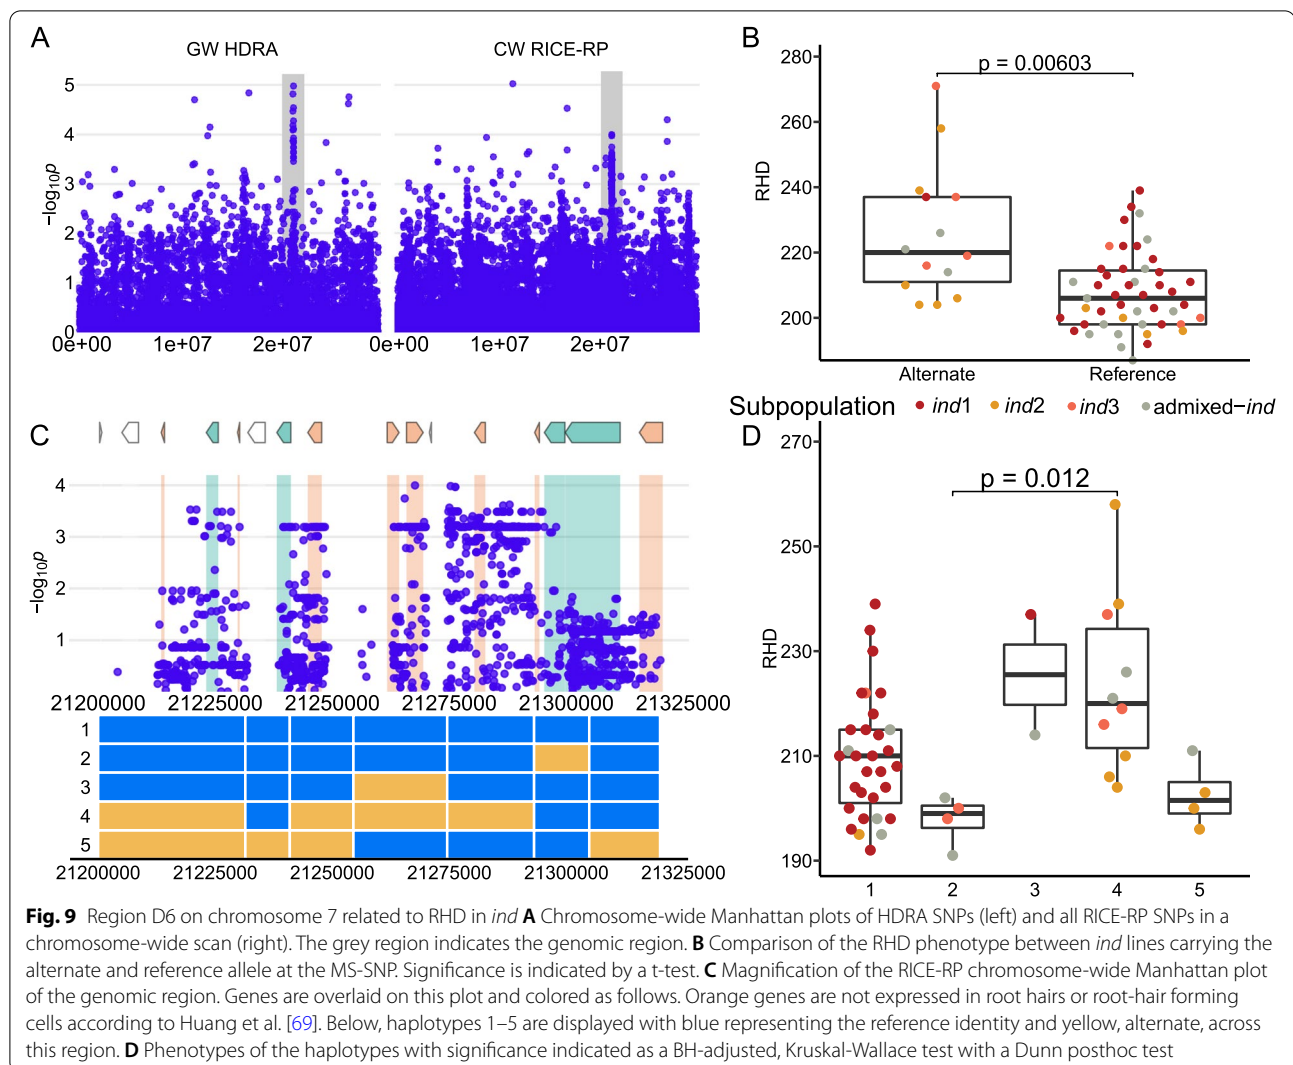 A
GW HDRA
CW RICE-RP
−log10p
5
4
3
2
1
0
0e+00 1e+07 2e+07
0e+00 1e+07 2e+07
B
RHD
280
260
240
220
200
p = 0.00603
Alternate Reference
Subpopulation ind1 ind2 ind3 admixed−ind
C
−log10p
4
3
2
1
21200000 21225000 21250000 21275000 21300000 21325000
1
2
3
4
5
21200000 21225000 21250000 21275000 21300000 21325000
D
RHD
270
250
230
210
190
p = 0.012
1 2 3 4 5
Fig. 9 Region D6 on chromosome 7 related to RHD in ind A Chromosome-wide Manhattan plots of HDRA SNPs (left) and all RICE-RP SNPs in a
chromosome-wide scan (right). The grey region indicates the genomic region. B Comparison of the RHD phenotype between ind lines carrying the
alternate and reference allele at the MS-SNP. Significance is indicated by a t-test. C Magnification of the RICE-RP chromosome-wide Manhattan plot
of the genomic region. Genes are overlaid on this plot and colored as follows. Orange genes are not expressed in root hairs or root-hair forming
cells according to Huang et al. [69]. Below, haplotypes 1–5 are displayed with blue representing the reference identity and yellow, alternate, across
this region. D Phenotypes of the haplotypes with significance indicated as a BH-adjusted, Kruskal-Wallace test with a Dunn posthoc test